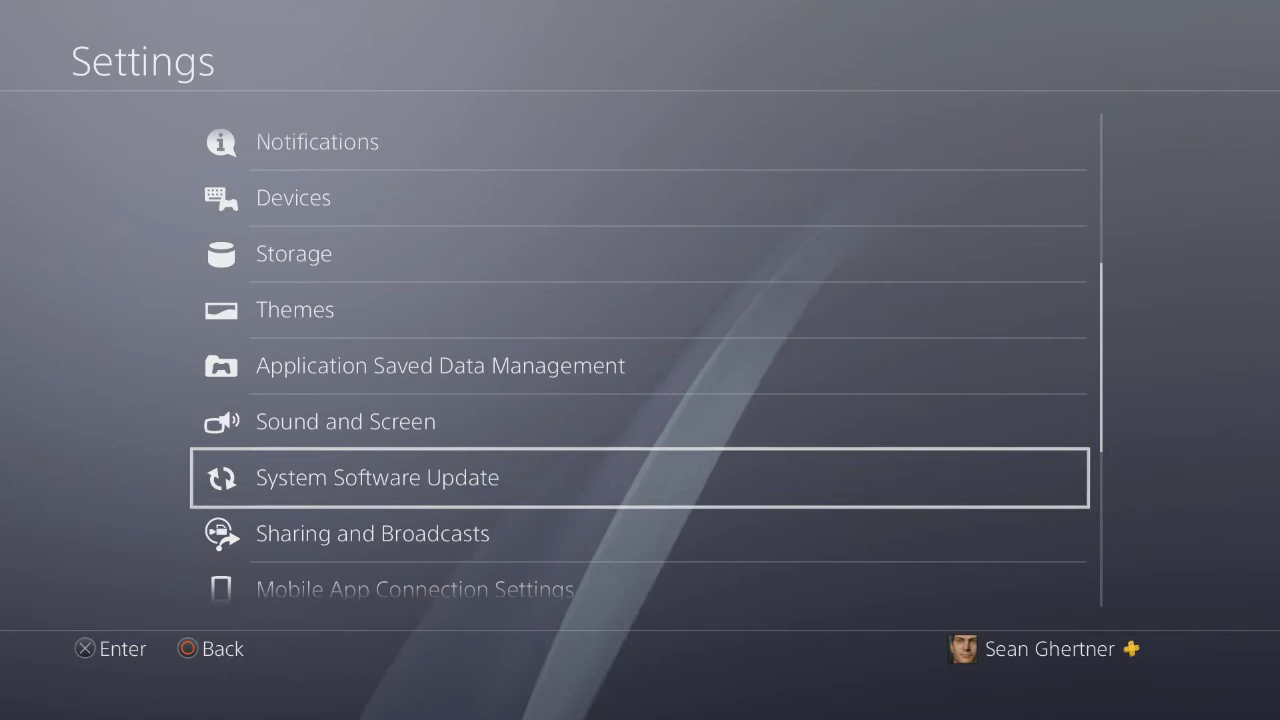 Settings
Notifications
Devices
Storage
Themes
Application Saved Data Management
Sound and Screen
System Software Update
Sharing and Broadcasts
Mobile App Connection Settings
Enter Back Sean Ghertner